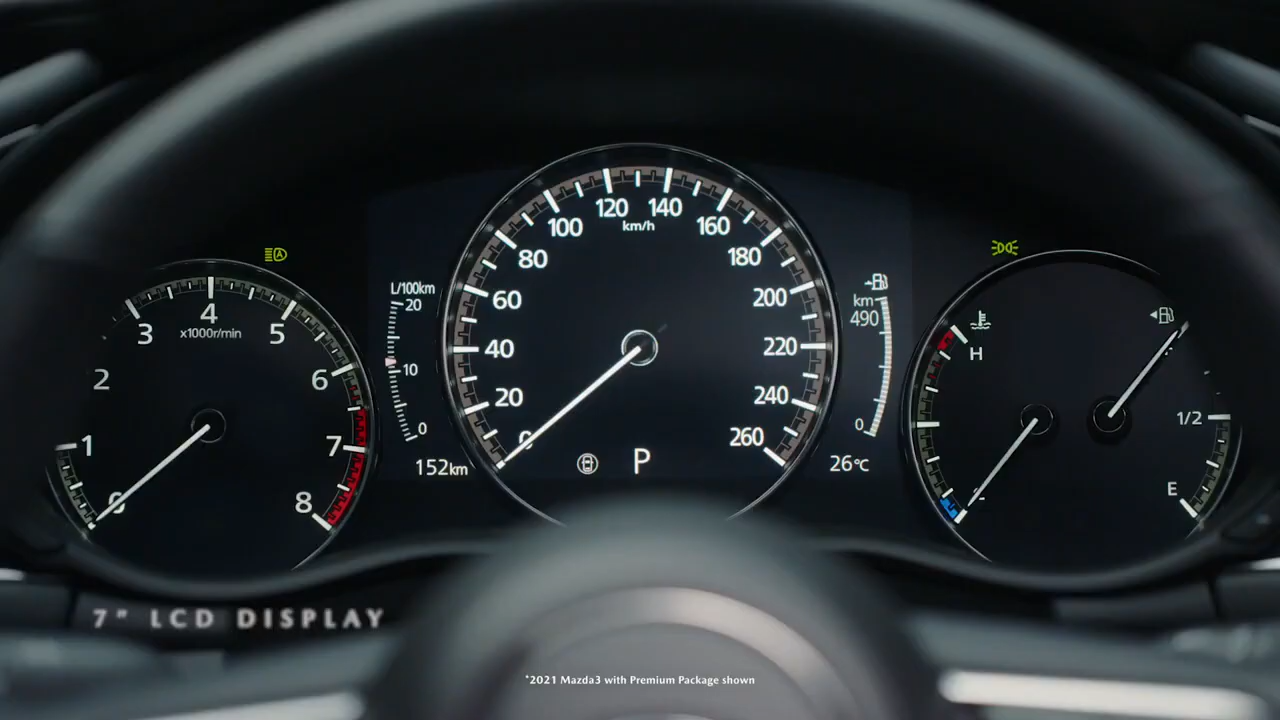 120 140
100 160
km/h
80 180
60 200
40 220
20 240
0 260
P
3 4 5
x1000r/min
2 6
1 7
0 8
L/100km
20
10
0
152km
km
490
0
26℃
H
1/2
E
7" LCD DISPLAY
*2021 Mazda3 with Premium Package shown